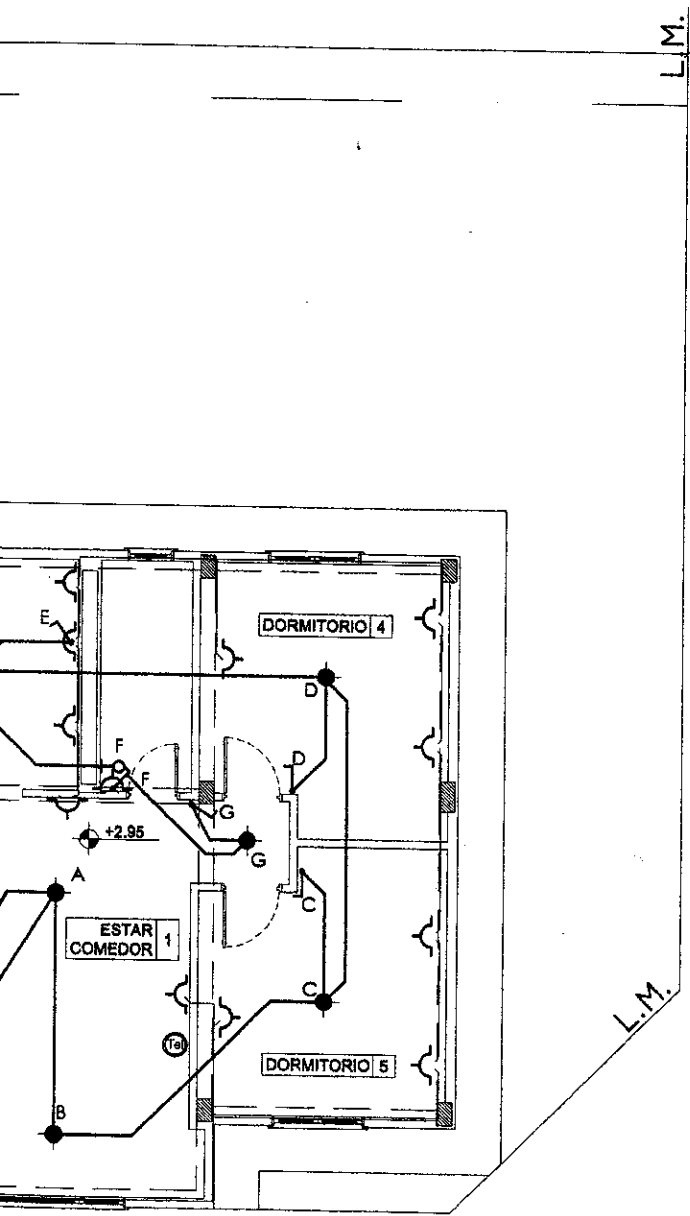 L.M.
E
DORMITORIO 4
D
F
D
F
G
+2.95
G
A
C
ESTAR
COMEDOR 1
L.M.
C
Tel
DORMITORIO 5
B